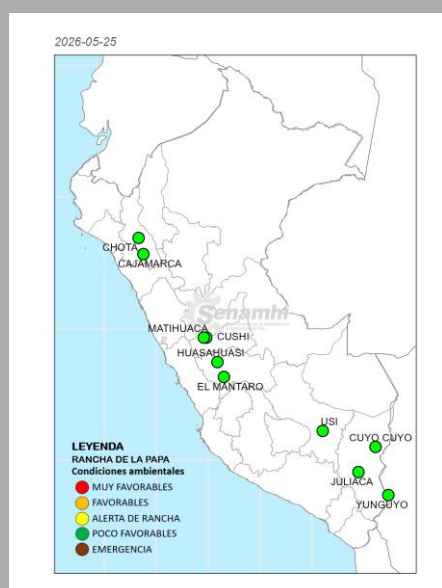 2026-05-25
CHOTA
CAJAMARCA
Senamhi
MATIHUACA
CUSHI
HUASAHUASI
EL MANTARO
USI
CUYO CUYO
JULIACA
YUNGUYO
LEYENDA
RANCHA DE LA PAPA
Condiciones ambientales
MUY FAVORABLES
FAVORABLES
ALERTA DE RANCHA
POCO FAVORABLES
EMERGENCIA